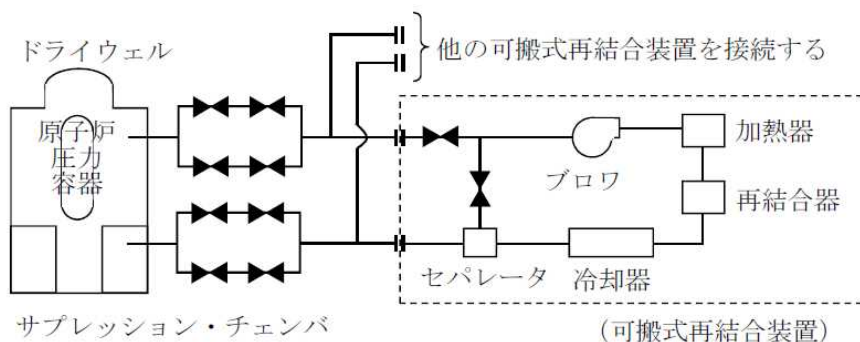 他の可搬式再結合装置を接続する
ドライウェル
原子炉
圧力
容器
加熱器
ブロワ
再結合器
セパレータ
冷却器
サプレッション・チェンバ
(可搬式再結合装置)